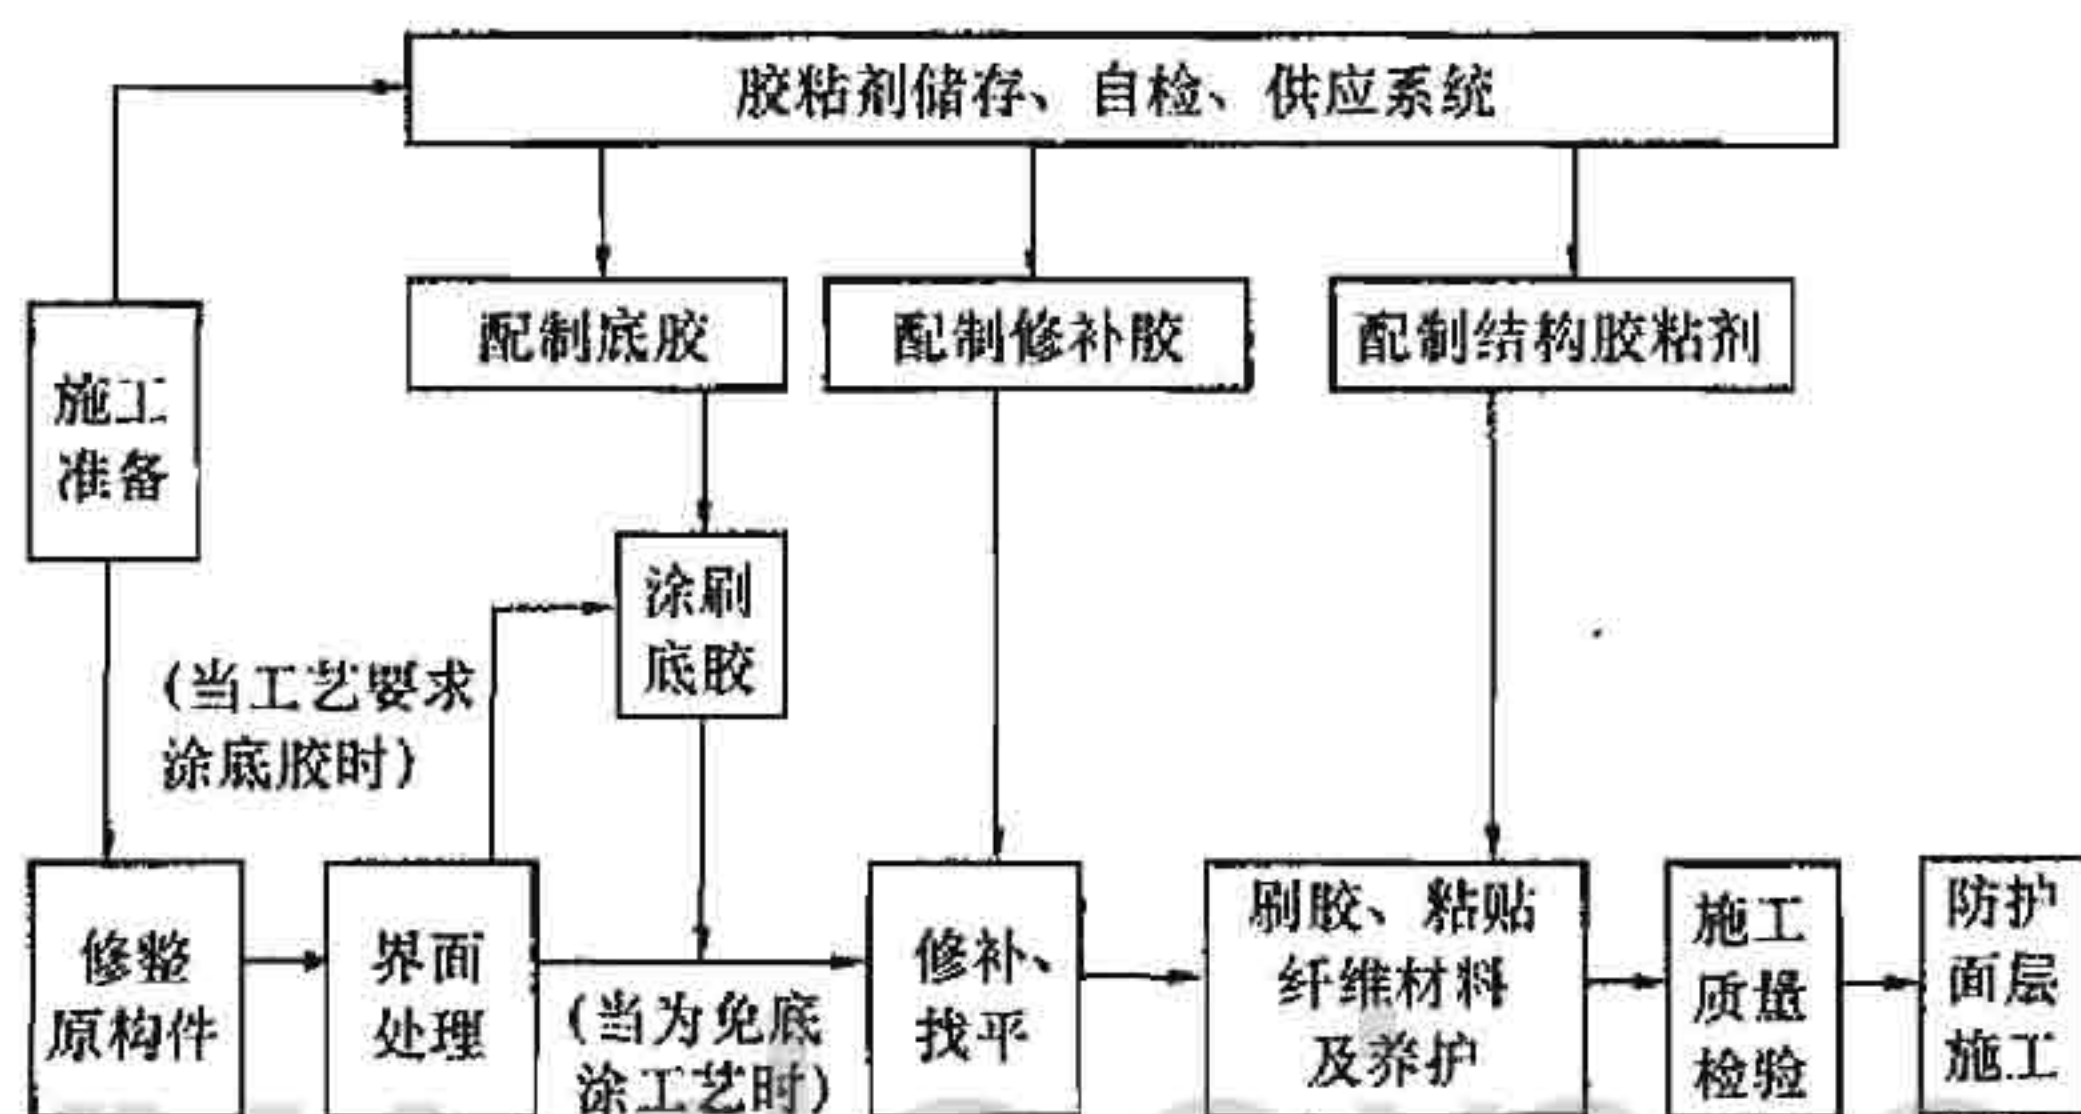 胶粘剂储存、自检、供应系统
配制底胶
配制修补胶
配制结构胶粘剂
施工
准备
涂刷
底胶
(当工艺要求
涂底胶时)
修整
原构件
界面
处理
(当为免底
涂工艺时)
修补、
找平
刷胶、粘贴
纤维材料
及养护
施工
质量
检验
防护
面层
施工